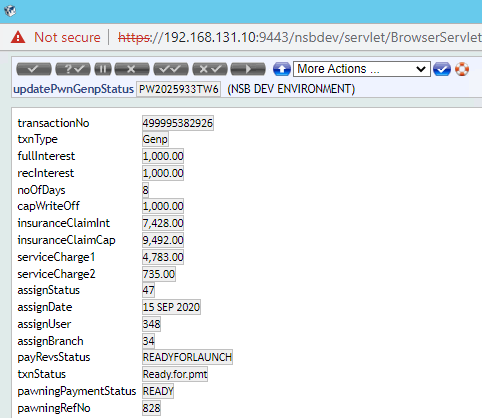 Not secure https://192.168.131.10:9443/nsbdev/servlet/BrowserServlet
More Actions ...
updatePwnGenpStatus PW2025933TW6 (NSB DEV ENVIRONMENT)
transactionNo 499995382926
txnType Genp
fullInterest 1,000.00
recInterest 1,000.00
noOfDays 8
capWriteOff 1,000.00
insuranceClaimInt 7,428.00
insuranceClaimCap 9,492.00
serviceCharge1 4,783.00
serviceCharge2 735.00
assignStatus 47
assignDate 15 SEP 2020
assignUser 348
assignBranch 34
payRevsStatus READYFORLAUNCH
txnStatus Ready.for.pmt
pawningPaymentStatus READY
pawningRefNo 828